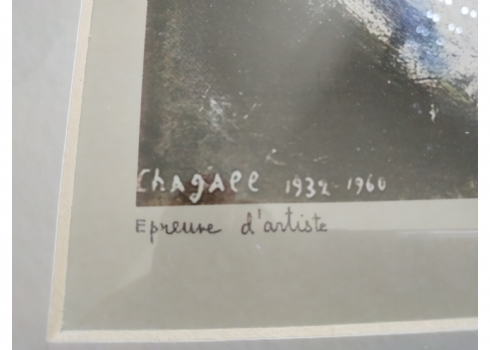 Chagall 1932-1960
Epreuve d'artiste